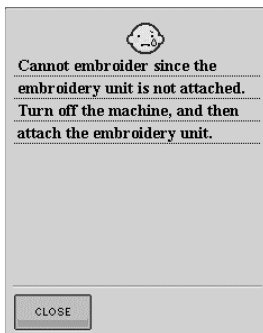 Cannot embroider since the
embroidery unit is not attached.
Turn off the machine, and then
attach the embroidery unit.
CLOSE